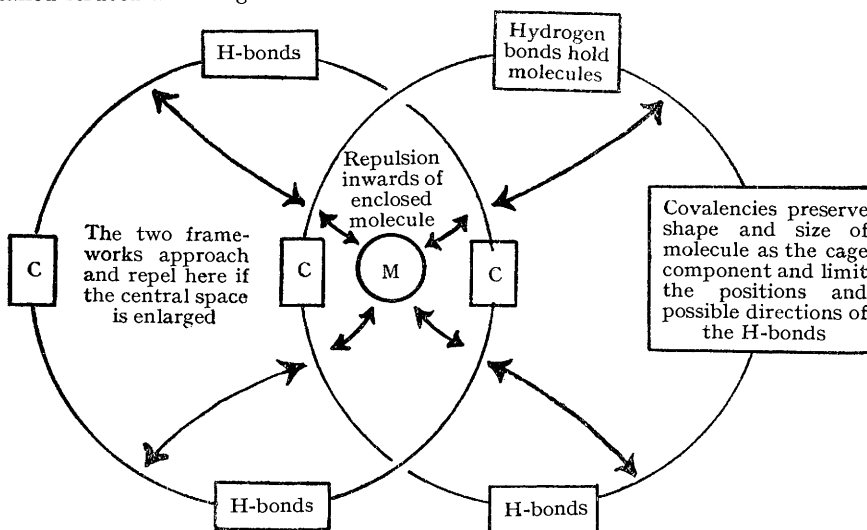 H-bonds
Hydrogen
bonds hold
molecules
Repulsion
inwards of
enclosed
molecule
C
The two frame-
works approach
and repel here if
the central space
is enlarged
C
M
C
Covalencies preserve
shape and size of
molecule as the cage
component and limit
the positions and
possible directions of
the H-bonds
H-bonds
H-bonds